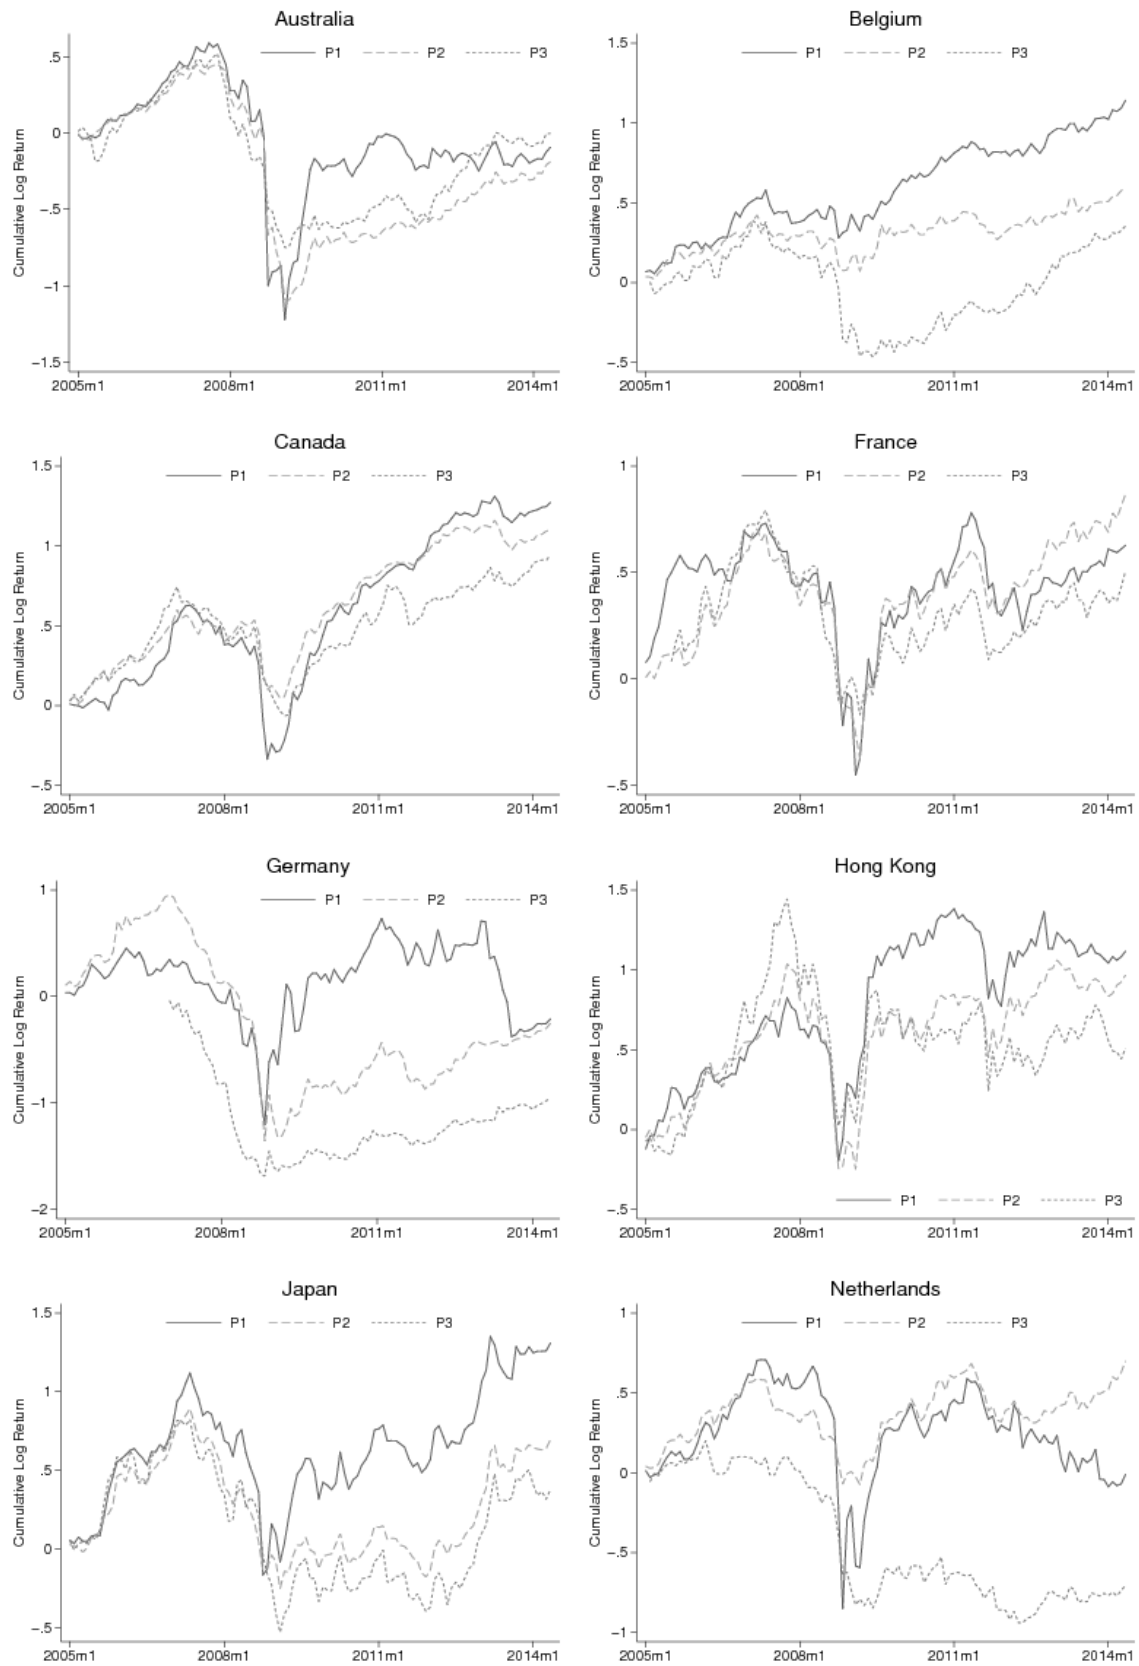 Australia
P1 P2 P3
Cumulative Log Return
.5
0
−.5
−1
−1.5
2005m1 2008m1 2011m1 2014m1
Belgium
P1 P2 P3
Cumulative Log Return
1.5
1
.5
0
−.5
2005m1 2008m1 2011m1 2014m1
Canada
P1 P2 P3
Cumulative Log Return
1.5
1
.5
0
−.5
2005m1 2008m1 2011m1 2014m1
France
P1 P2 P3
Cumulative Log Return
1
.5
0
−.5
2005m1 2008m1 2011m1 2014m1
Germany
P1 P2 P3
Cumulative Log Return
1
0
−1
−2
2005m1 2008m1 2011m1 2014m1
Hong Kong
Cumulative Log Return
1.5
1
.5
0
−.5
P1 P2 P3
2005m1 2008m1 2011m1 2014m1
Japan
P1 P2 P3
Cumulative Log Return
1.5
1
.5
0
−.5
2005m1 2008m1 2011m1 2014m1
Netherlands
P1 P2 P3
Cumulative Log Return
1
.5
0
−.5
−1
2005m1 2008m1 2011m1 2014m1